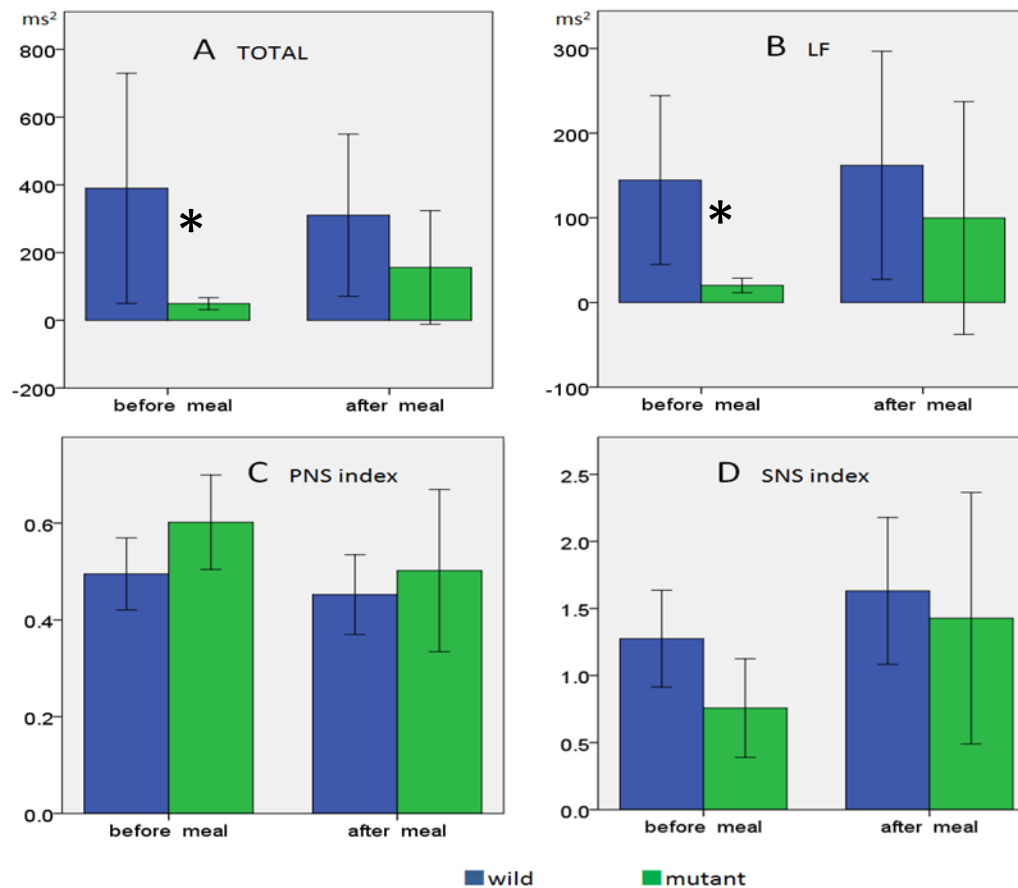 ms²
A TOTAL
800
600
400
200
0
-200
*
before meal
after meal
ms²
B LF
300
200
100
0
-100
*
before meal
after meal
C PNS index
0.6
0.4
0.2
0.0
before meal
after meal
D SNS index
2.5
2.0
1.5
1.0
0.5
0.0
before meal
after meal
wild
mutant